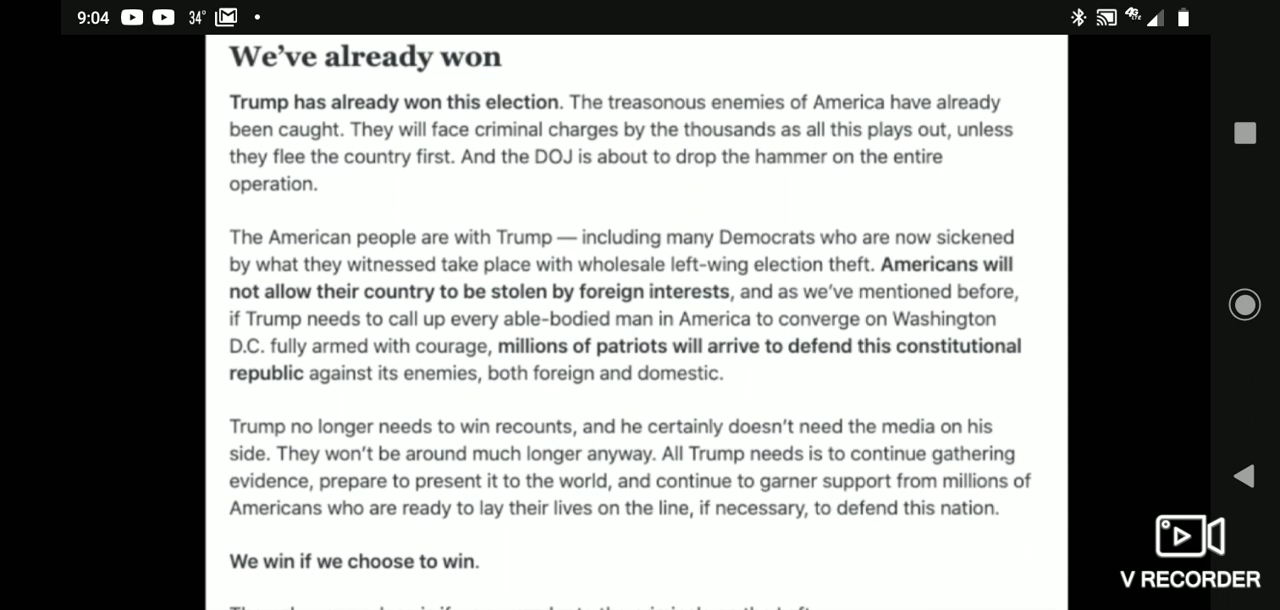 9:04 34° 4G LTE
We've already won
Trump has already won this election. The treasonous enemies of America have already
been caught. They will face criminal charges by the thousands as all this plays out, unless
they flee the country first. And the DOJ is about to drop the hammer on the entire
operation.
The American people are with Trump — including many Democrats who are now sickened
by what they witnessed take place with wholesale left-wing election theft. Americans will
not allow their country to be stolen by foreign interests, and as we've mentioned before,
if Trump needs to call up every able-bodied man in America to converge on Washington
D.C. fully armed with courage, millions of patriots will arrive to defend this constitutional
republic against its enemies, both foreign and domestic.
Trump no longer needs to win recounts, and he certainly doesn't need the media on his
side. They won't be around much longer anyway. All Trump needs is to continue gathering
evidence, prepare to present it to the world, and continue to garner support from millions of
Americans who are ready to lay their lives on the line, if necessary, to defend this nation.
We win if we choose to win.
V RECORDER